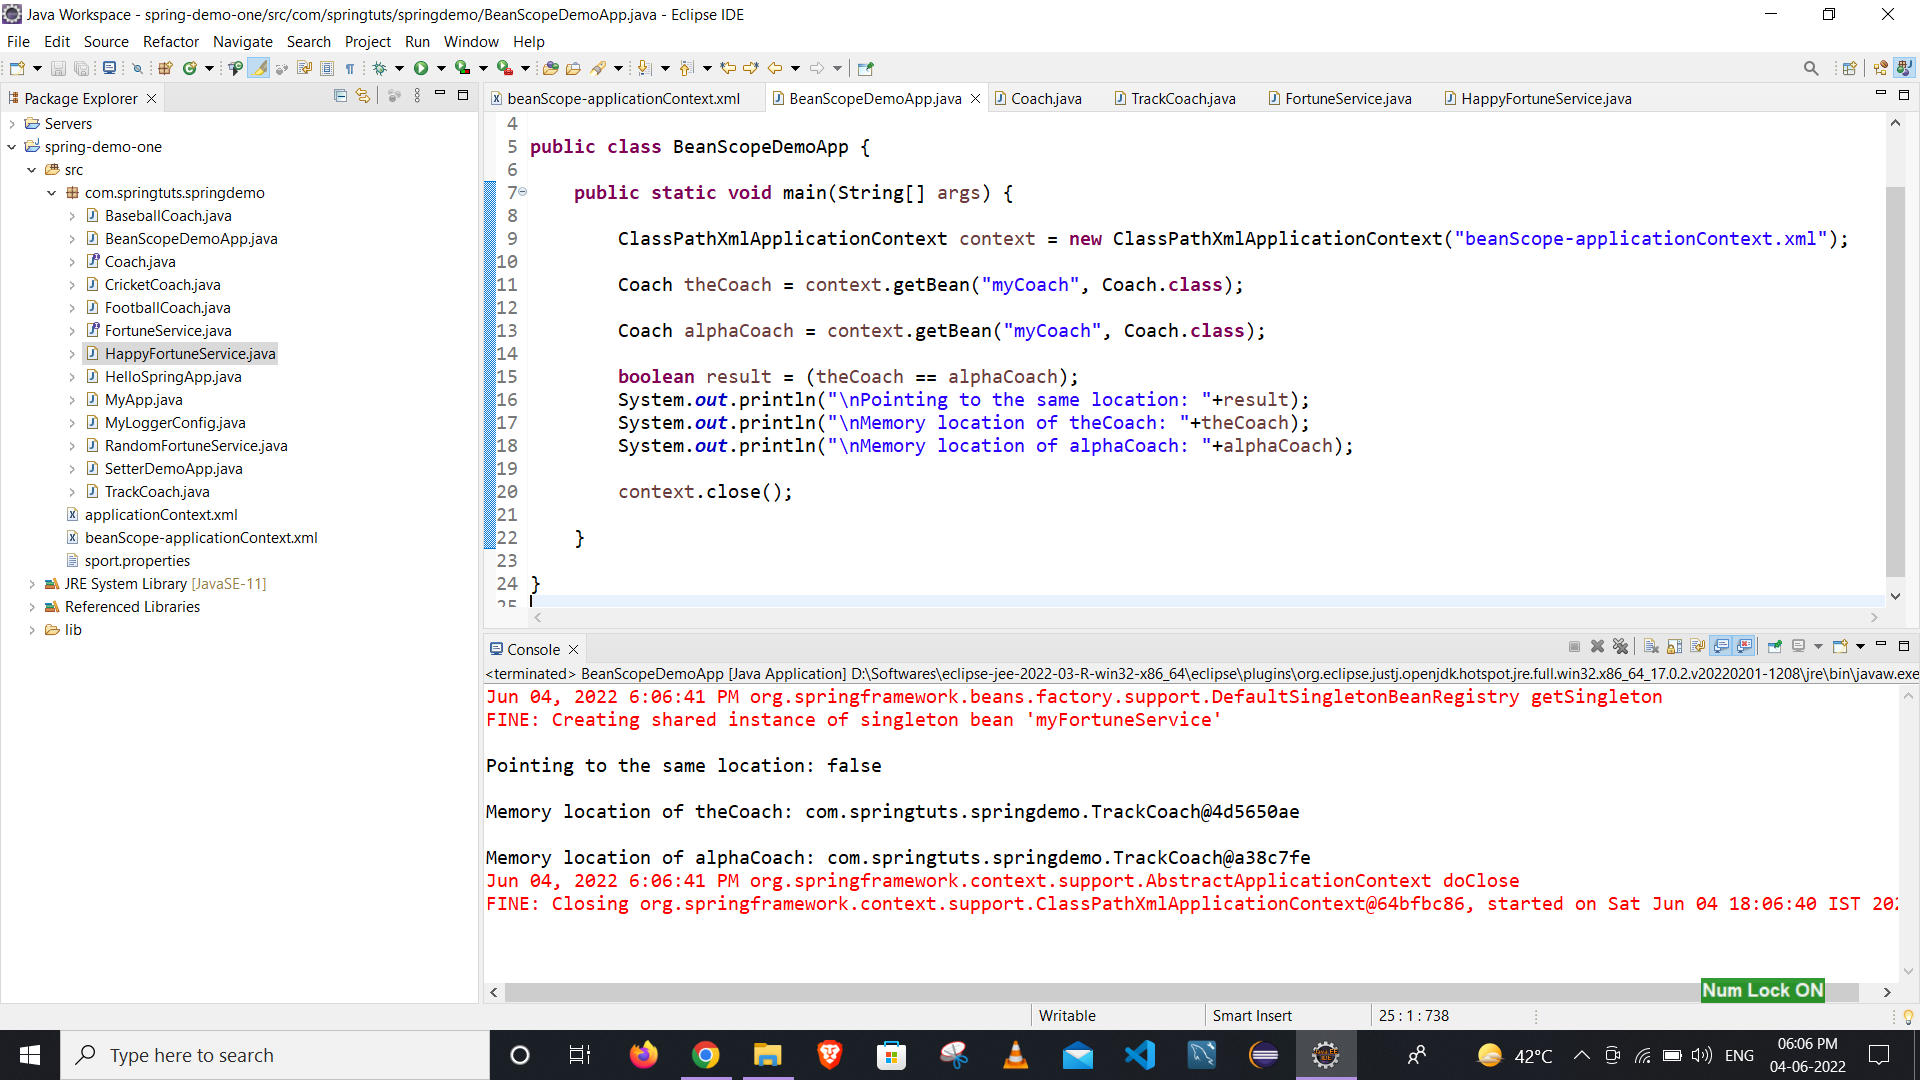 Java Workspace - spring-demo-one/src/com/springtuts/springdemo/BeanScopeDemoApp.java - Eclipse IDE
File Edit Source Refactor Navigate Search Project Run Window Help
Package Explorer
Servers
spring-demo-one
src
com.springtuts.springdemo
BaseballCoach.java
BeanScopeDemoApp.java
Coach.java
CricketCoach.java
FootballCoach.java
FortuneService.java
HappyFortuneService.java
HelloSpringApp.java
MyApp.java
MyLoggerConfig.java
RandomFortuneService.java
SetterDemoApp.java
TrackCoach.java
applicationContext.xml
beanScope-applicationContext.xml
sport.properties
JRE System Library [JavaSE-11]
Referenced Libraries
lib
beanScope-applicationContext.xml BeanScopeDemoApp.java Coach.java TrackCoach.java FortuneService.java HappyFortuneService.java
4
5 public class BeanScopeDemoApp {
6
7 public static void main(String[] args) {
8
9 ClassPathXmlApplicationContext context = new ClassPathXmlApplicationContext("beanScope-applicationContext.xml");
10
11 Coach theCoach = context.getBean("myCoach", Coach.class);
12
13 Coach alphaCoach = context.getBean("myCoach", Coach.class);
14
15 boolean result = (theCoach == alphaCoach);
16 System.out.println("\nPointing to the same location: "+result);
17 System.out.println("\nMemory location of theCoach: "+theCoach);
18 System.out.println("\nMemory location of alphaCoach: "+alphaCoach);
19
20 context.close();
21
22 }
23
24 }
25
Console
<terminated> BeanScopeDemoApp [Java Application] D:\Softwares\eclipse-jee-2022-03-R-win32-x86_64\eclipse\plugins\org.eclipse.justj.openjdk.hotspot.jre.full.win32.x86_64_17.0.2.v20220201-1208\jre\bin\javaw.exe
Jun 04, 2022 6:06:41 PM org.springframework.beans.factory.support.DefaultSingletonBeanRegistry getSingleton
FINE: Creating shared instance of singleton bean 'myFortuneService'
Pointing to the same location: false
Memory location of theCoach: com.springtuts.springdemo.TrackCoach@4d5650ae
Memory location of alphaCoach: com.springtuts.springdemo.TrackCoach@a38c7fe
Jun 04, 2022 6:06:41 PM org.springframework.context.support.AbstractApplicationContext doClose
FINE: Closing org.springframework.context.support.ClassPathXmlApplicationContext@64bfbc86, started on Sat Jun 04 18:06:40 IST 202
Num Lock ON
Writable Smart Insert 25 : 1 : 738
Type here to search
42°C ENG 06:06 PM
04-06-2022